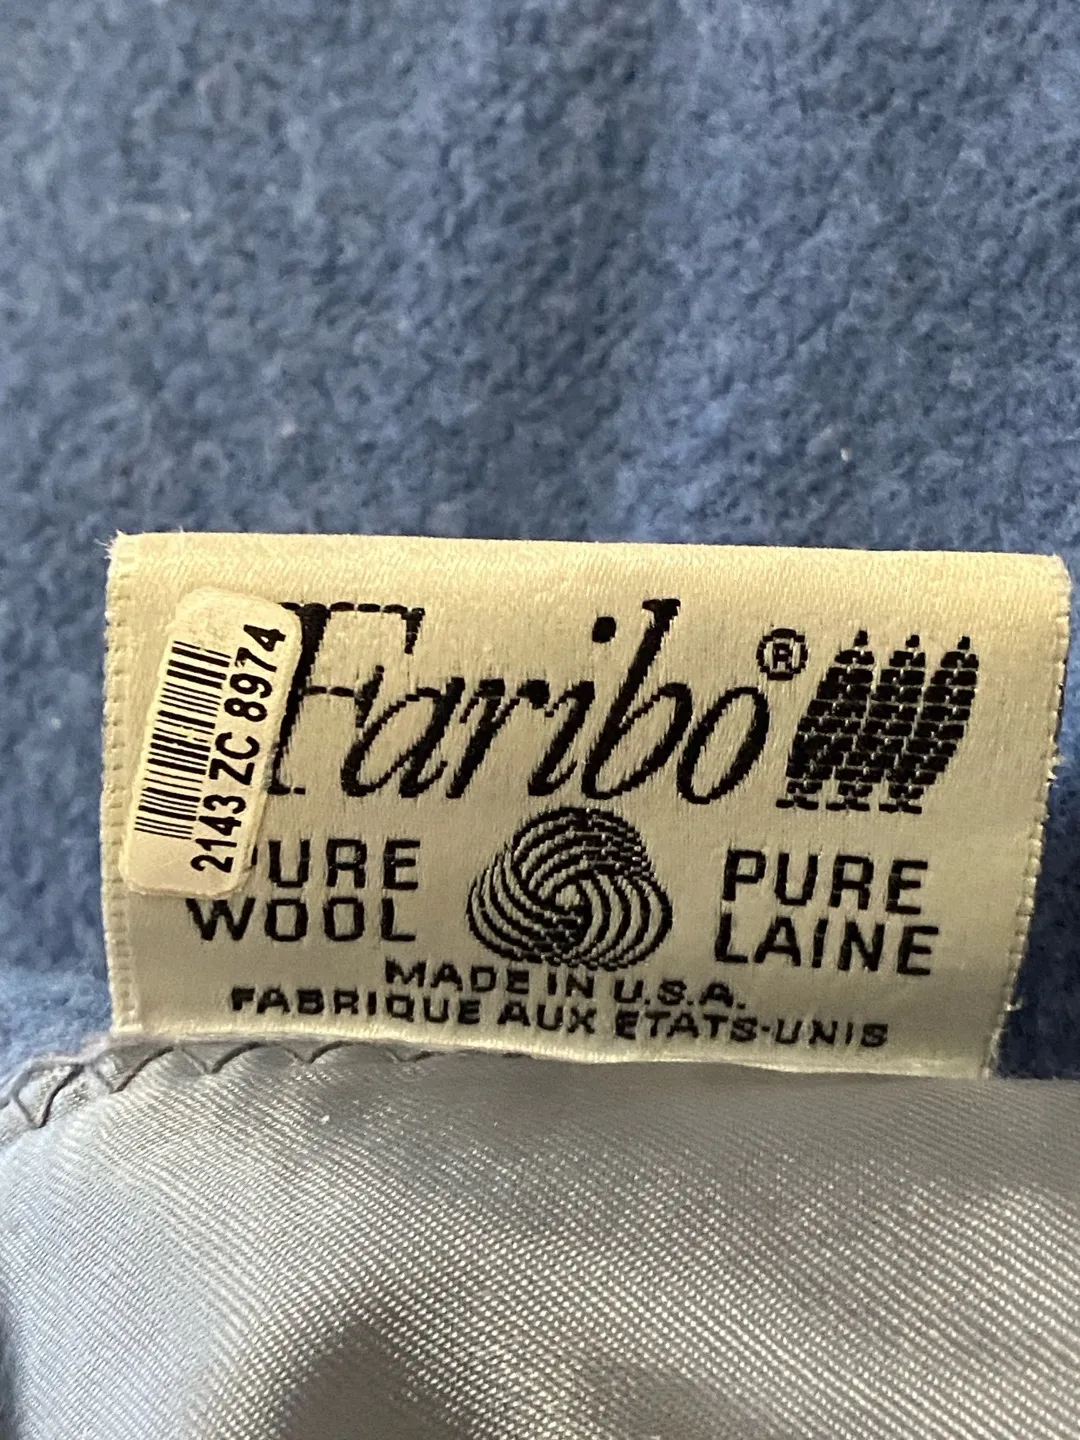 Faribo®
2143 ZC 8974
PURE WOOL
PURE LAINE
MADE IN U.S.A.
FABRIQUE AUX ETATS-UNIS